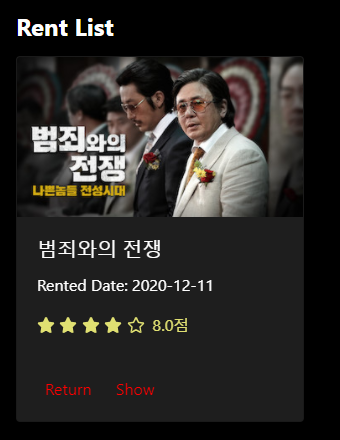 Rent List
범죄와의
전쟁
나쁜놈들 전성시대
범죄와의 전쟁
Rented Date: 2020-12-11
8.0점
Return Show